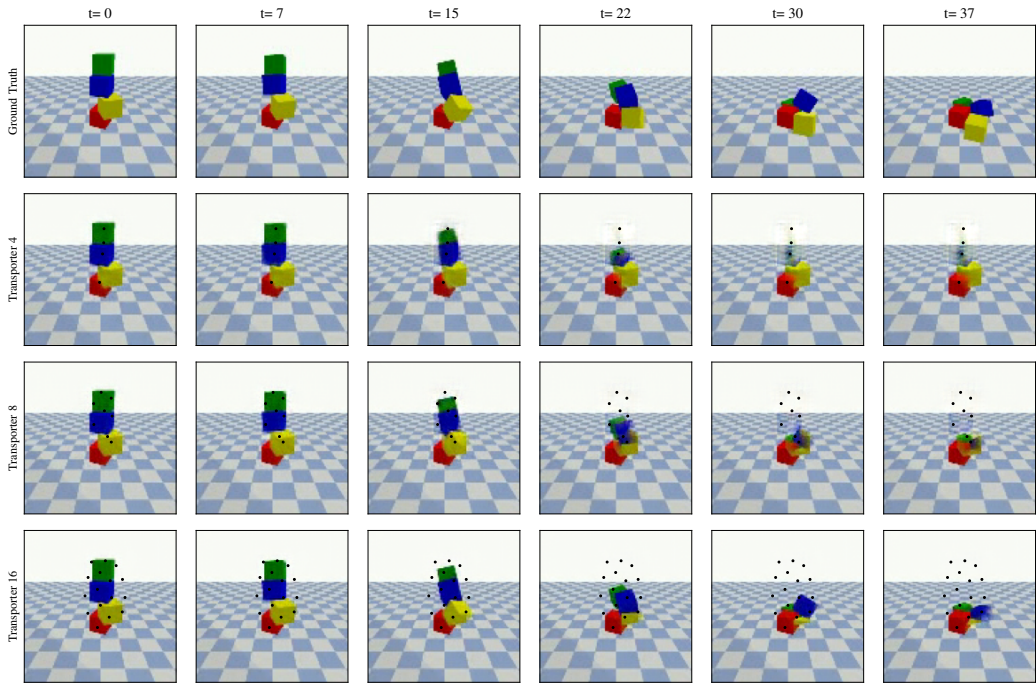 t= 0
t= 7
t= 15
t= 22
t= 30
t= 37
Ground Truth
Transporter 4
Transporter 8
Transporter 16